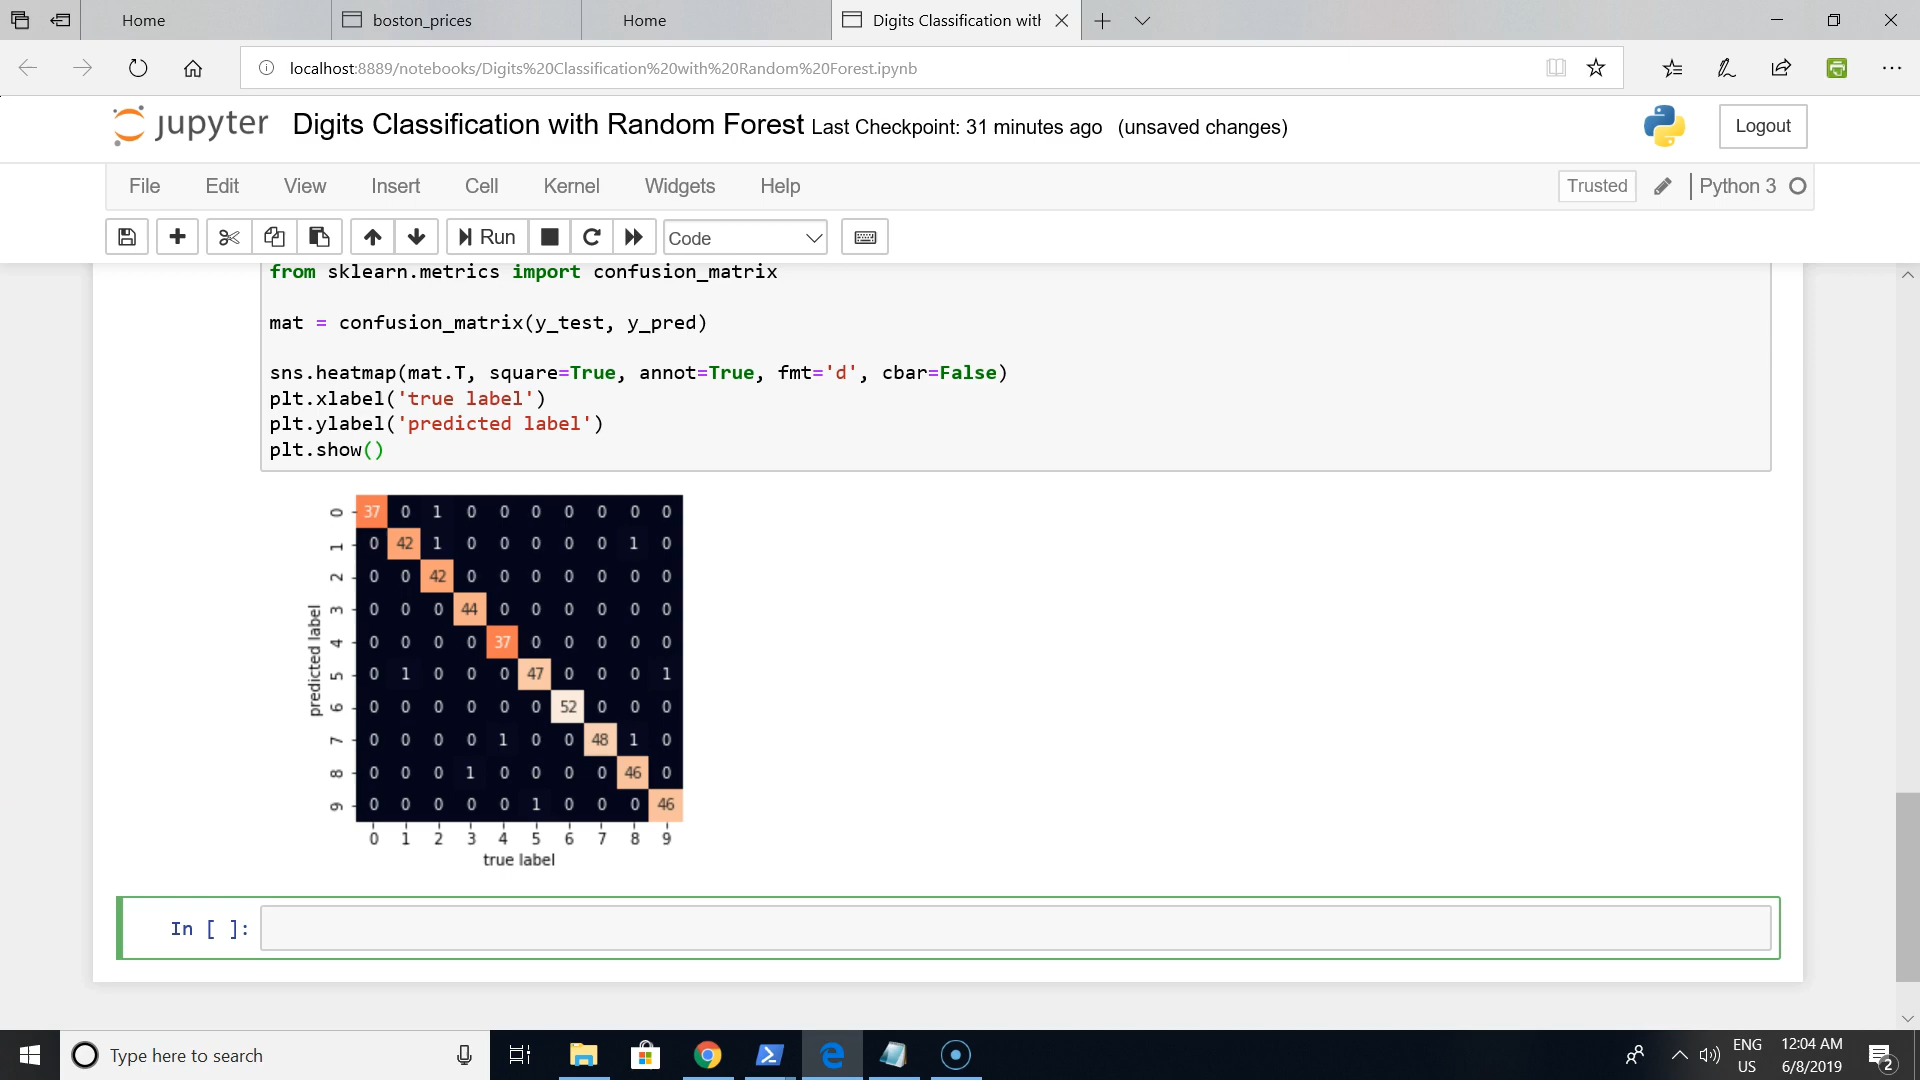 Home
boston_prices
Home
Digits Classification with
localhost:8889/notebooks/Digits%20Classification%20with%20Random%20Forest.ipynb
jupyter Digits Classification with Random Forest Last Checkpoint: 31 minutes ago (unsaved changes)
Logout
File Edit View Insert Cell Kernel Widgets Help
Trusted
Python 3
Run
Code
from sklearn.metrics import confusion_matrix
mat = confusion_matrix(y_test, y_pred)
sns.heatmap(mat.T, square=True, annot=True, fmt='d', cbar=False)
plt.xlabel('true label')
plt.ylabel('predicted label')
plt.show()
predicted label
0 37 0 1 0 0 0 0 0 0 0
1 0 42 1 0 0 0 0 0 1 0
2 0 0 42 0 0 0 0 0 0 0
3 0 0 0 44 0 0 0 0 0 0
4 0 0 0 0 37 0 0 0 0 0
5 0 1 0 0 0 47 0 0 0 1
6 0 0 0 0 0 0 52 0 0 0
7 0 0 0 0 1 0 0 48 1 0
8 0 0 0 1 0 0 0 0 46 0
9 0 0 0 0 0 1 0 0 0 46
0 1 2 3 4 5 6 7 8 9
true label
In [ ]:
Type here to search
ENG
US
12:04 AM
6/8/2019
2